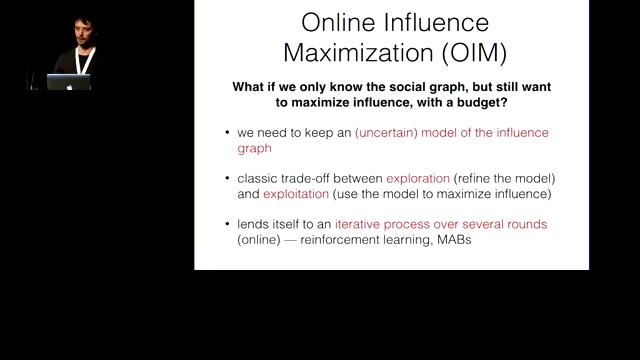 Online Influence
Maximization (OIM)
What if we only know the social graph, but still want
to maximize influence, with a budget?
• we need to keep an (uncertain) model of the influence
graph
• classic trade-off between exploration (refine the model)
and exploitation (use the model to maximize influence)
• lends itself to an iterative process over several rounds
(online) — reinforcement learning, MABs